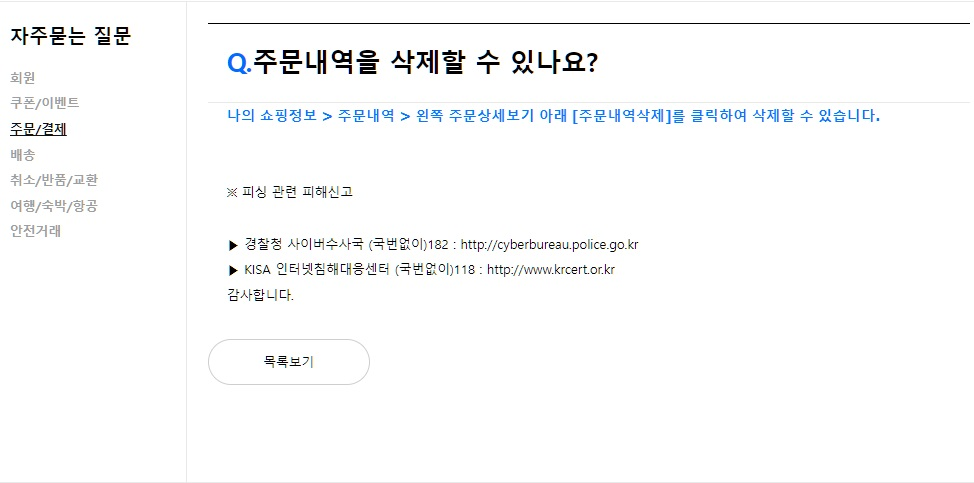 자주묻는 질문
회원
쿠폰/이벤트
주문/결제
배송
취소/반품/교환
여행/숙박/항공
안전거래
Q.주문내역을 삭제할 수 있나요?
나의 쇼핑정보 > 주문내역 > 왼쪽 주문상세보기 아래 [주문내역삭제]를 클릭하여 삭제할 수 있습니다.
※ 피싱 관련 피해신고
▶ 경찰청 사이버수사국 (국번없이)182 : http://cyberbureau.police.go.kr
▶ KISA 인터넷침해대응센터 (국번없이)118 : http://www.krcert.or.kr
감사합니다.
목록보기